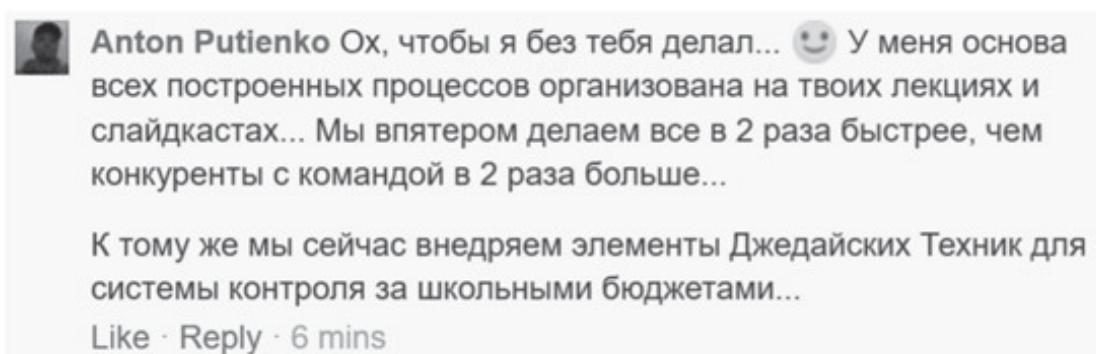 Anton Putienko Ох, чтобы я без тебя делал... 🙂 У меня основа
всех построенных процессов организована на твоих лекциях и
слайдкастах... Мы впятером делаем все в 2 раза быстрее, чем
конкуренты с командой в 2 раза больше...
К тому же мы сейчас внедряем элементы Джедайских Техник для
системы контроля за школьными бюджетами...
Like · Reply · 6 mins